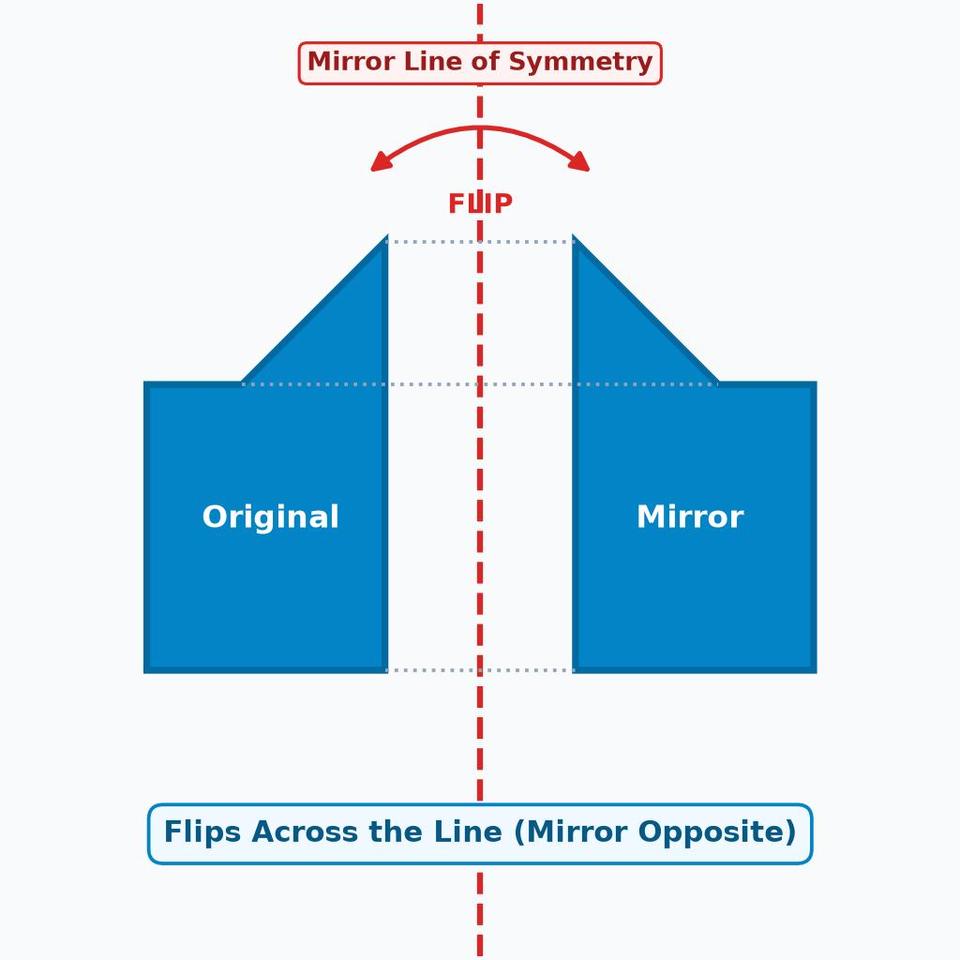 Mirror Line of Symmetry
FLIP
Original
Mirror
Flips Across the Line (Mirror Opposite)